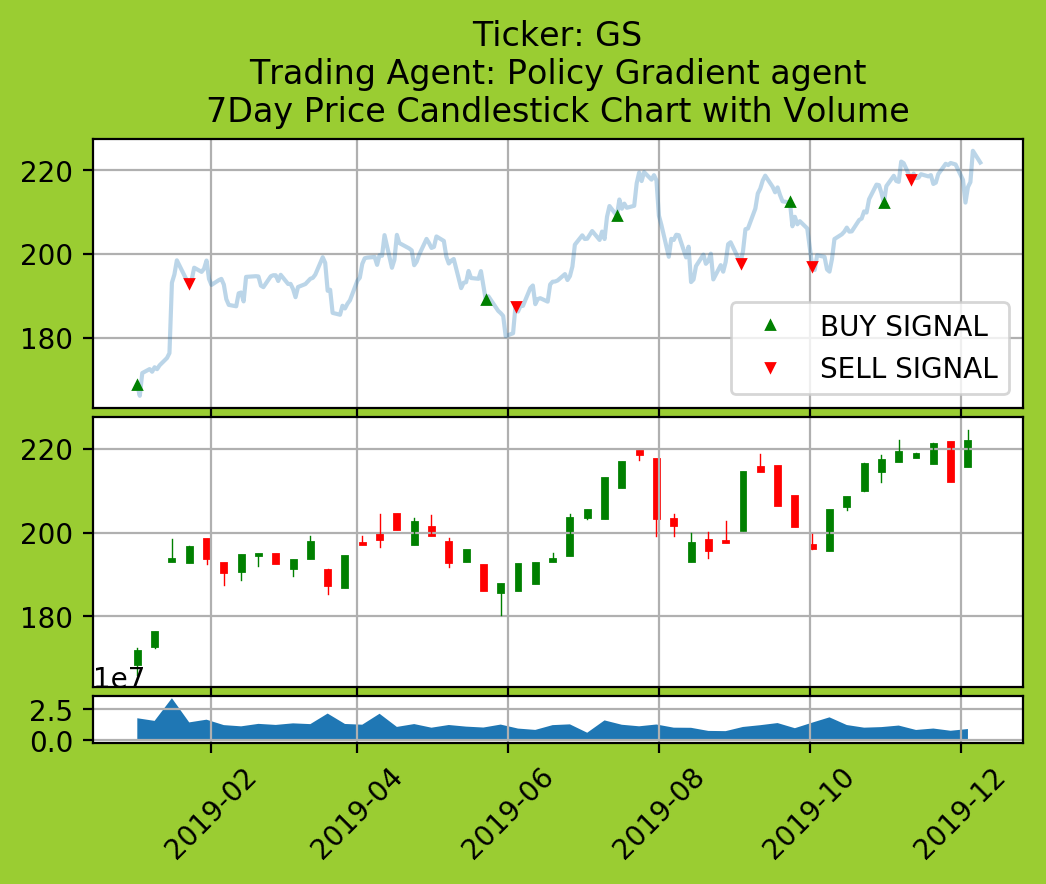 Ticker: GS
Trading Agent: Policy Gradient agent
7Day Price Candlestick Chart with Volume
220
200
180
BUY SIGNAL
SELL SIGNAL
220
200
180
1e7
2.5
0.0
2019-02
2019-04
2019-06
2019-08
2019-10
2019-12